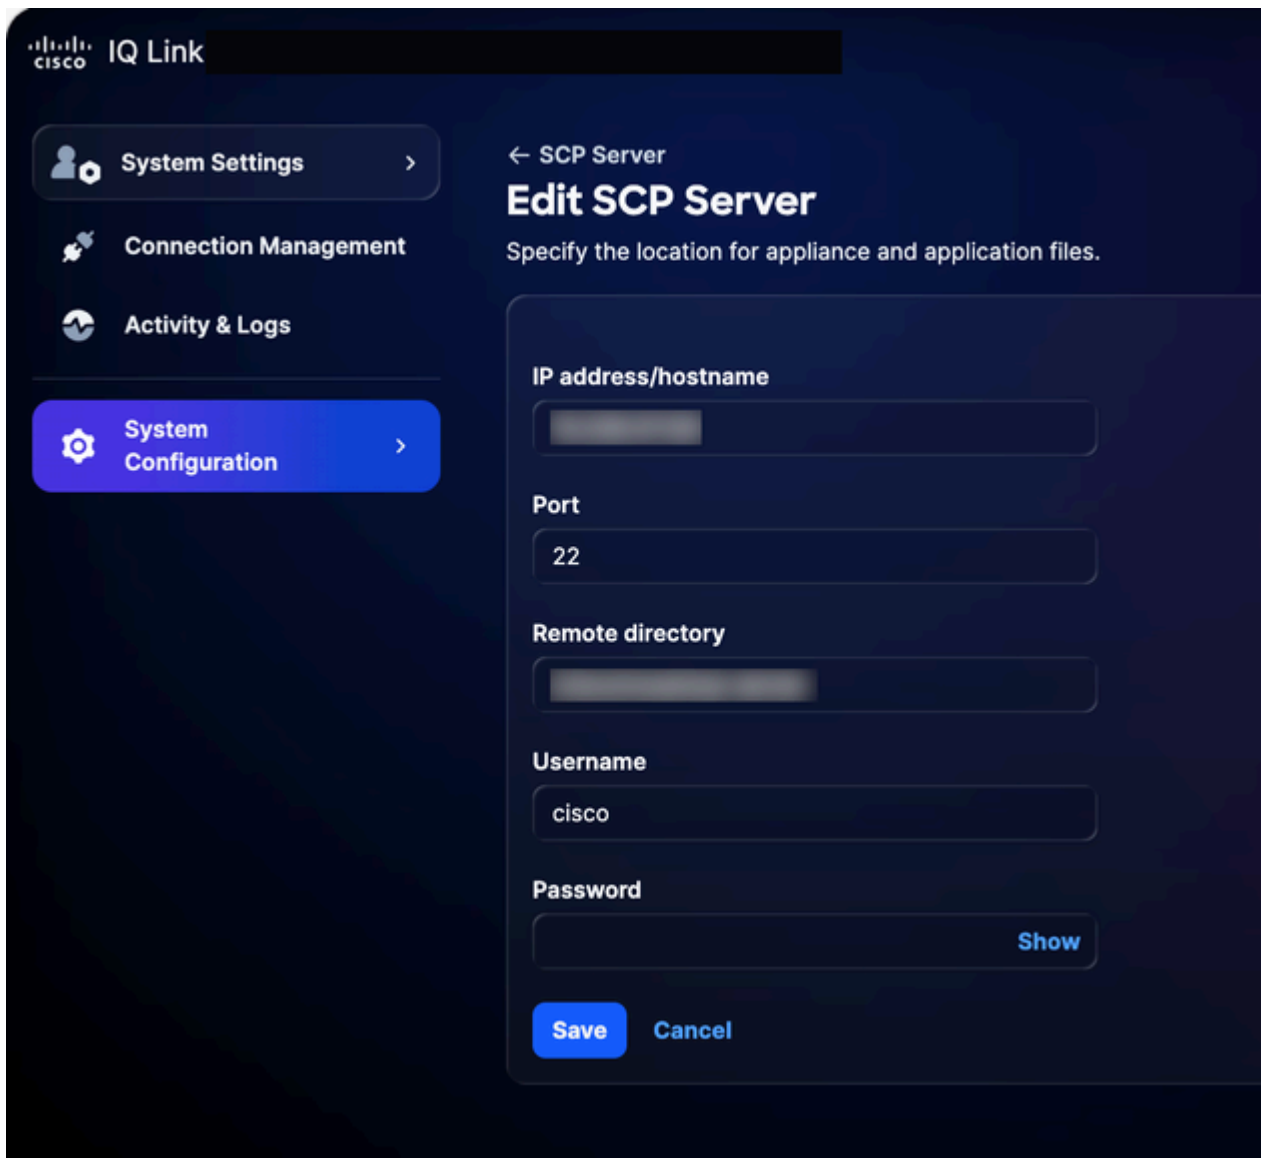 cisco IQ Link
System Settings
Connection Management
Activity & Logs
System
Configuration
← SCP Server
Edit SCP Server
Specify the location for appliance and application files.
IP address/hostname
Port
22
Remote directory
Username
cisco
Password
Show
Save Cancel